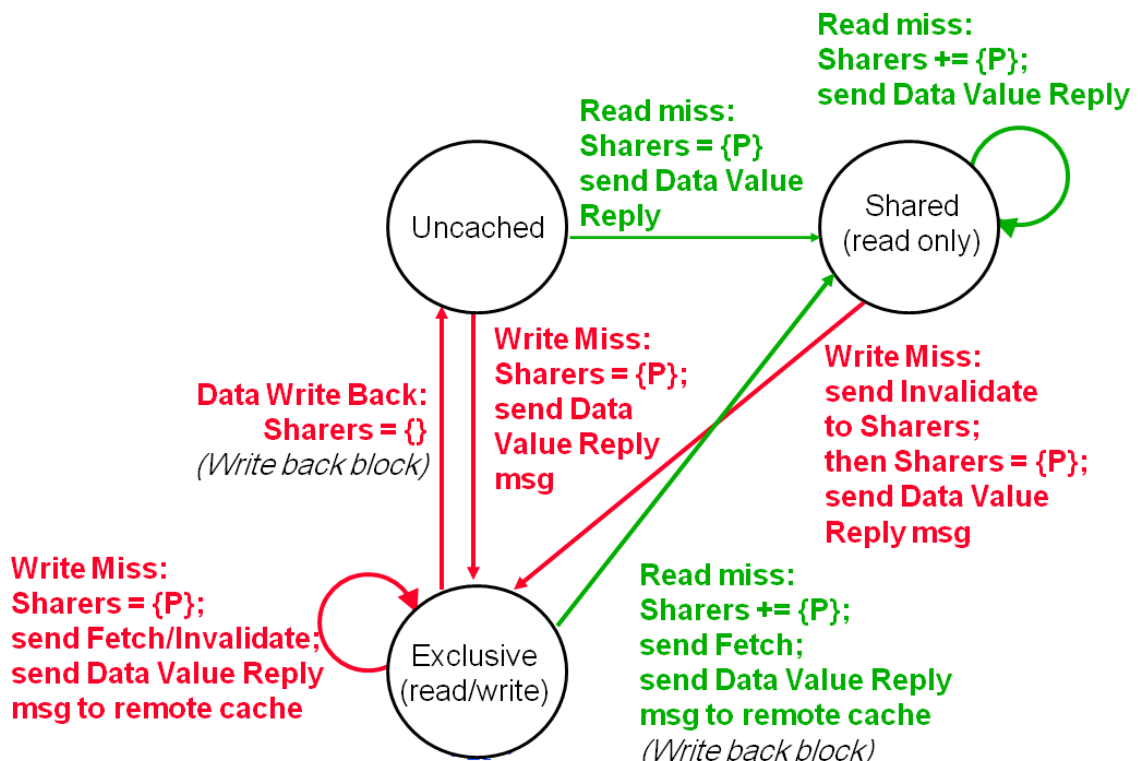 Read miss:
Sharers += {P};
send Data Value Reply
Read miss:
Sharers = {P}
send Data Value
Reply
Uncached
Shared
(read only)
Data Write Back:
Sharers = {}
(Write back block)
Write Miss:
Sharers = {P};
send Data
Value Reply
msg
Write Miss:
send Invalidate
to Sharers;
then Sharers = {P};
send Data Value
Reply msg
Write Miss:
Sharers = {P};
send Fetch/Invalidate;
send Data Value Reply
msg to remote cache
Exclusive
(read/write)
Read miss:
Sharers += {P};
send Fetch;
send Data Value Reply
msg to remote cache
(Write back block)